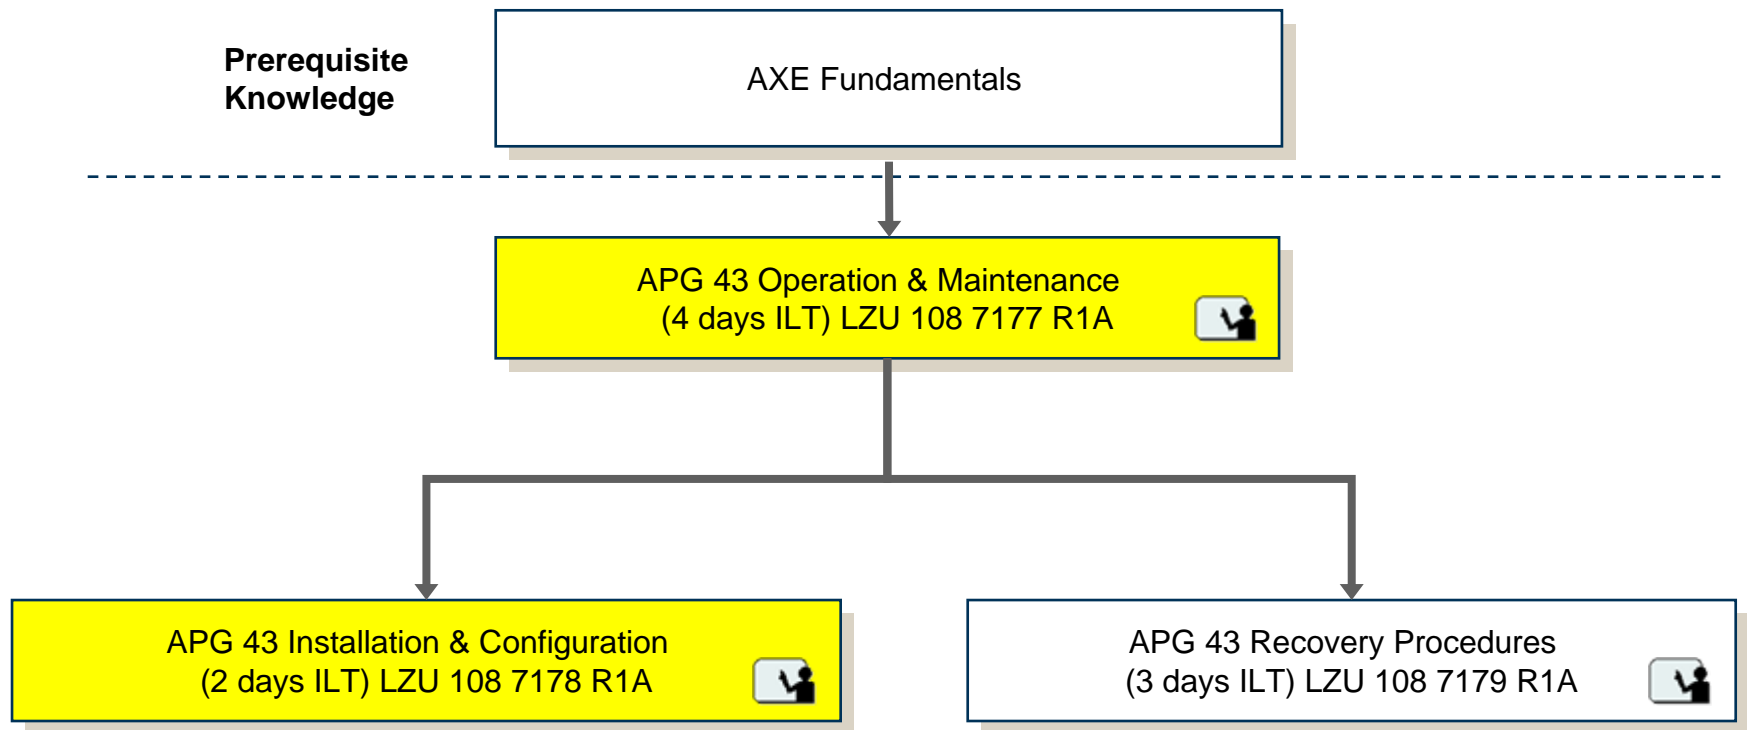 Prerequisite
Knowledge
AXE Fundamentals
APG 43 Operation & Maintenance
(4 days ILT) LZU 108 7177 R1A
APG 43 Installation & Configuration
(2 days ILT) LZU 108 7178 R1A
APG 43 Recovery Procedures
(3 days ILT) LZU 108 7179 R1A